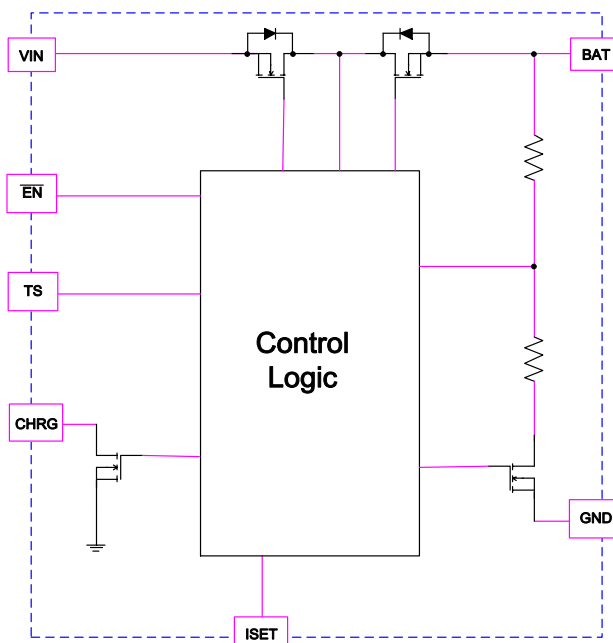 VIN
BAT
EN
TS
Control
Logic
CHRG
GND
ISET